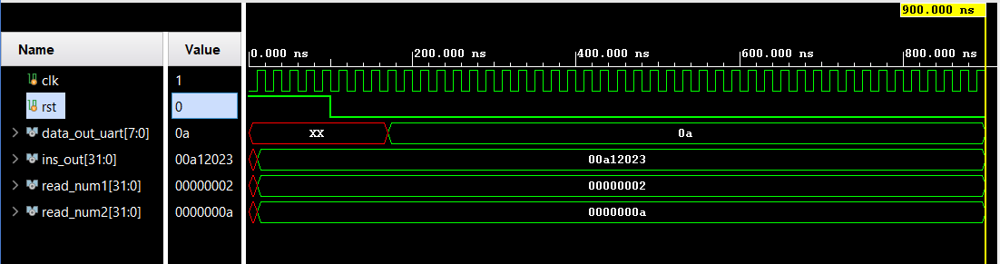 900.000 ns
Name Value
0.000 ns 200.000 ns 400.000 ns 600.000 ns 800.000 ns
clk 1
rst 0
data_out_uart[7:0] 0a XX 0a
ins_out[31:0] 00a12023 00a12023
read_num1[31:0] 00000002 00000002
read_num2[31:0] 0000000a 0000000a